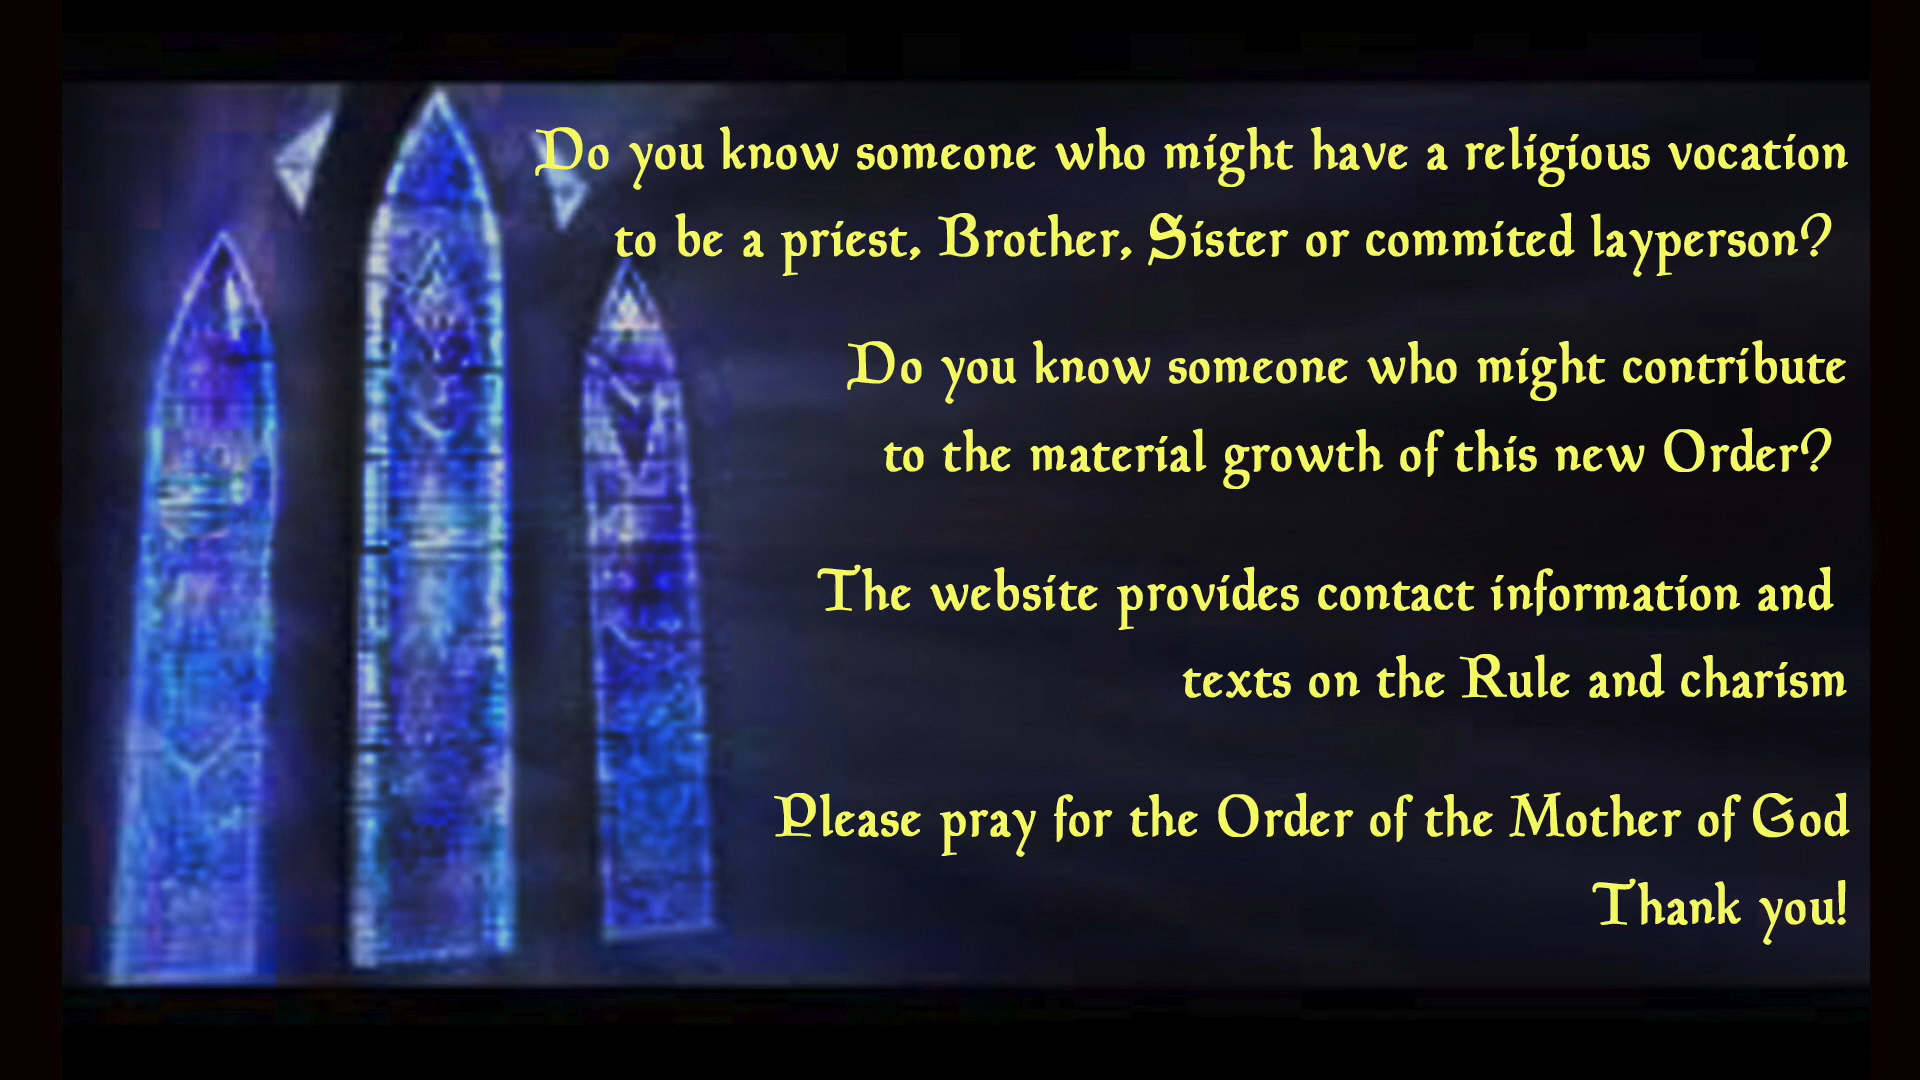 Do you know someone who might have a religious vocation
to be a priest, Brother, Sister or commited layperson?
Do you know someone who might contribute
to the material growth of this new Order?
The website provides contact information and
texts on the Rule and charism
Please pray for the Order of the Mother of God
Thank you!